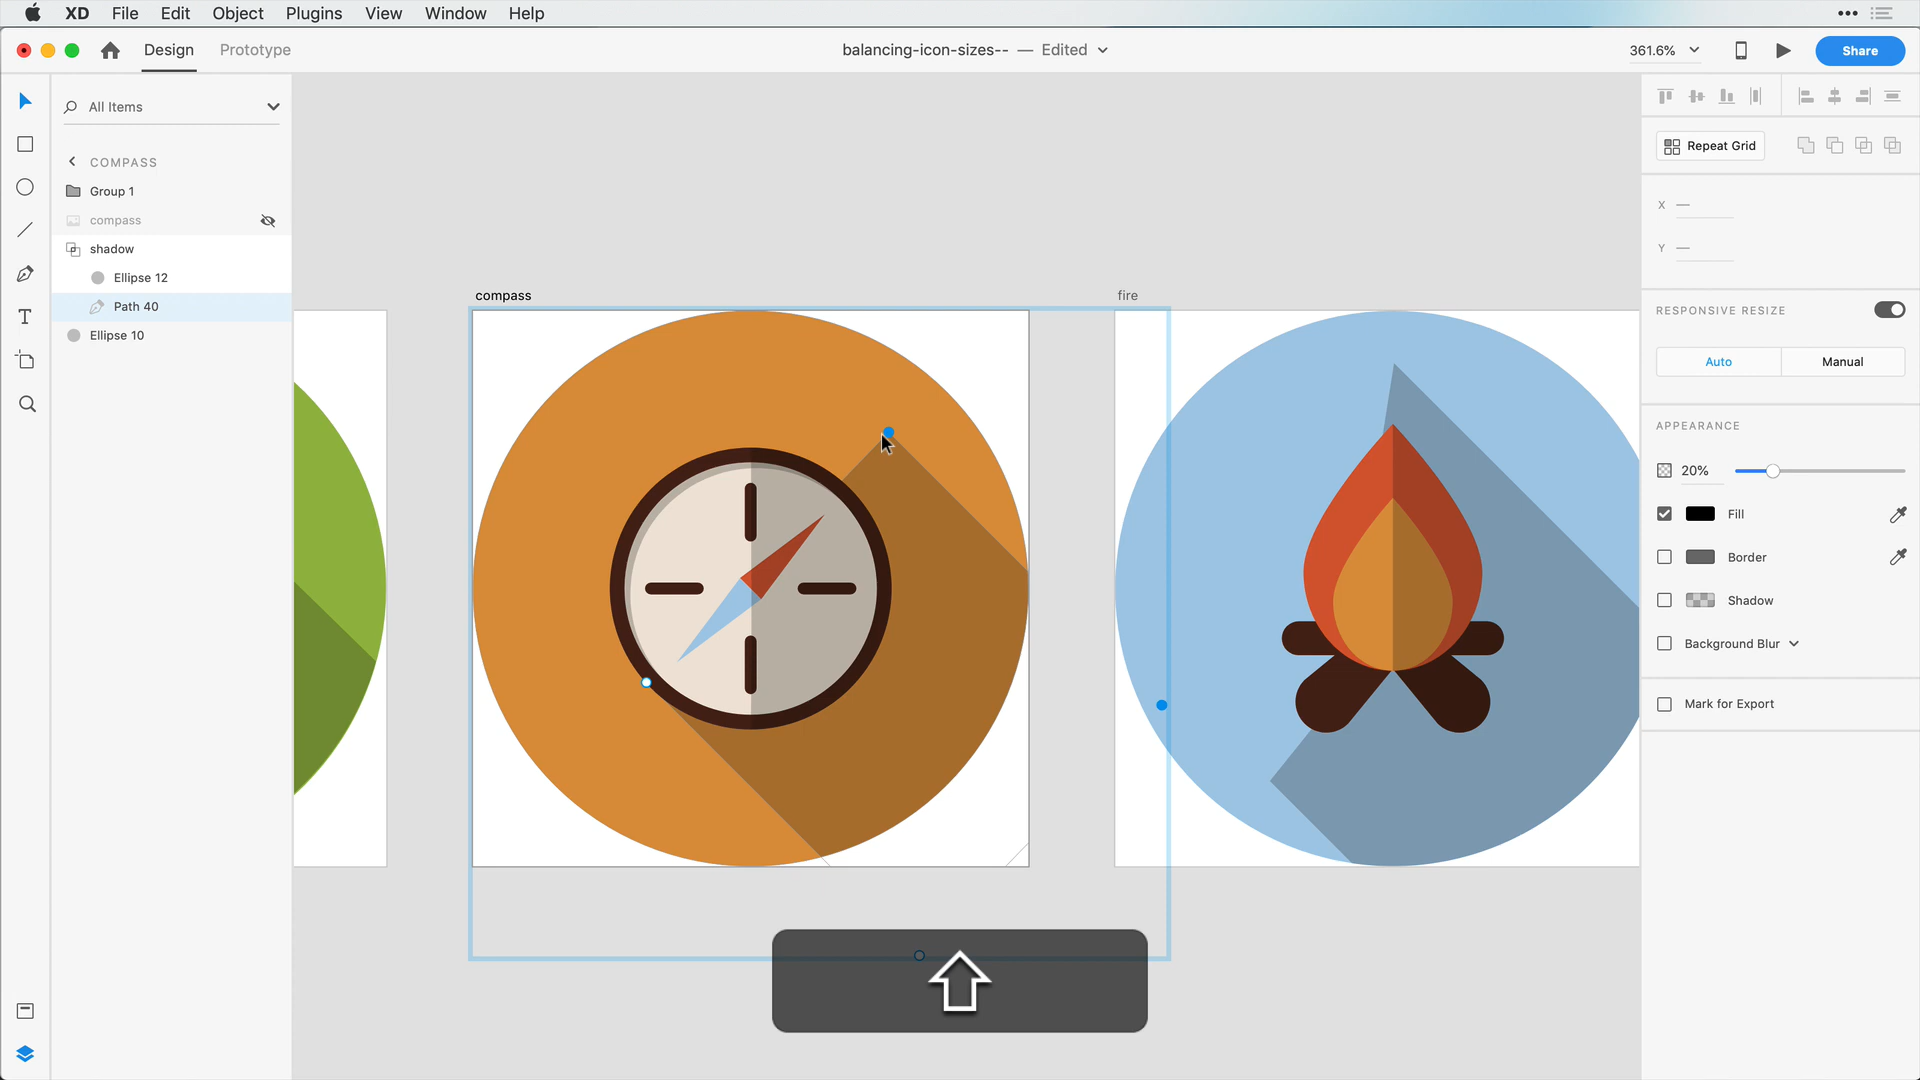 XD File Edit Object Plugins View Window Help
Design Prototype
balancing-icon-sizes-- — Edited
361.6%
Share
All Items
COMPASS
Group 1
compass
shadow
Ellipse 12
Path 40
Ellipse 10
compass
fire
Repeat Grid
X —
Y —
RESPONSIVE RESIZE
Auto Manual
APPEARANCE
20%
Fill
Border
Shadow
Background Blur
Mark for Export